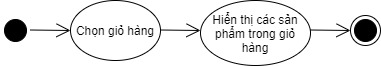 Chọn giỏ hàng
Hiển thị các sản
phẩm trong giỏ
hàng